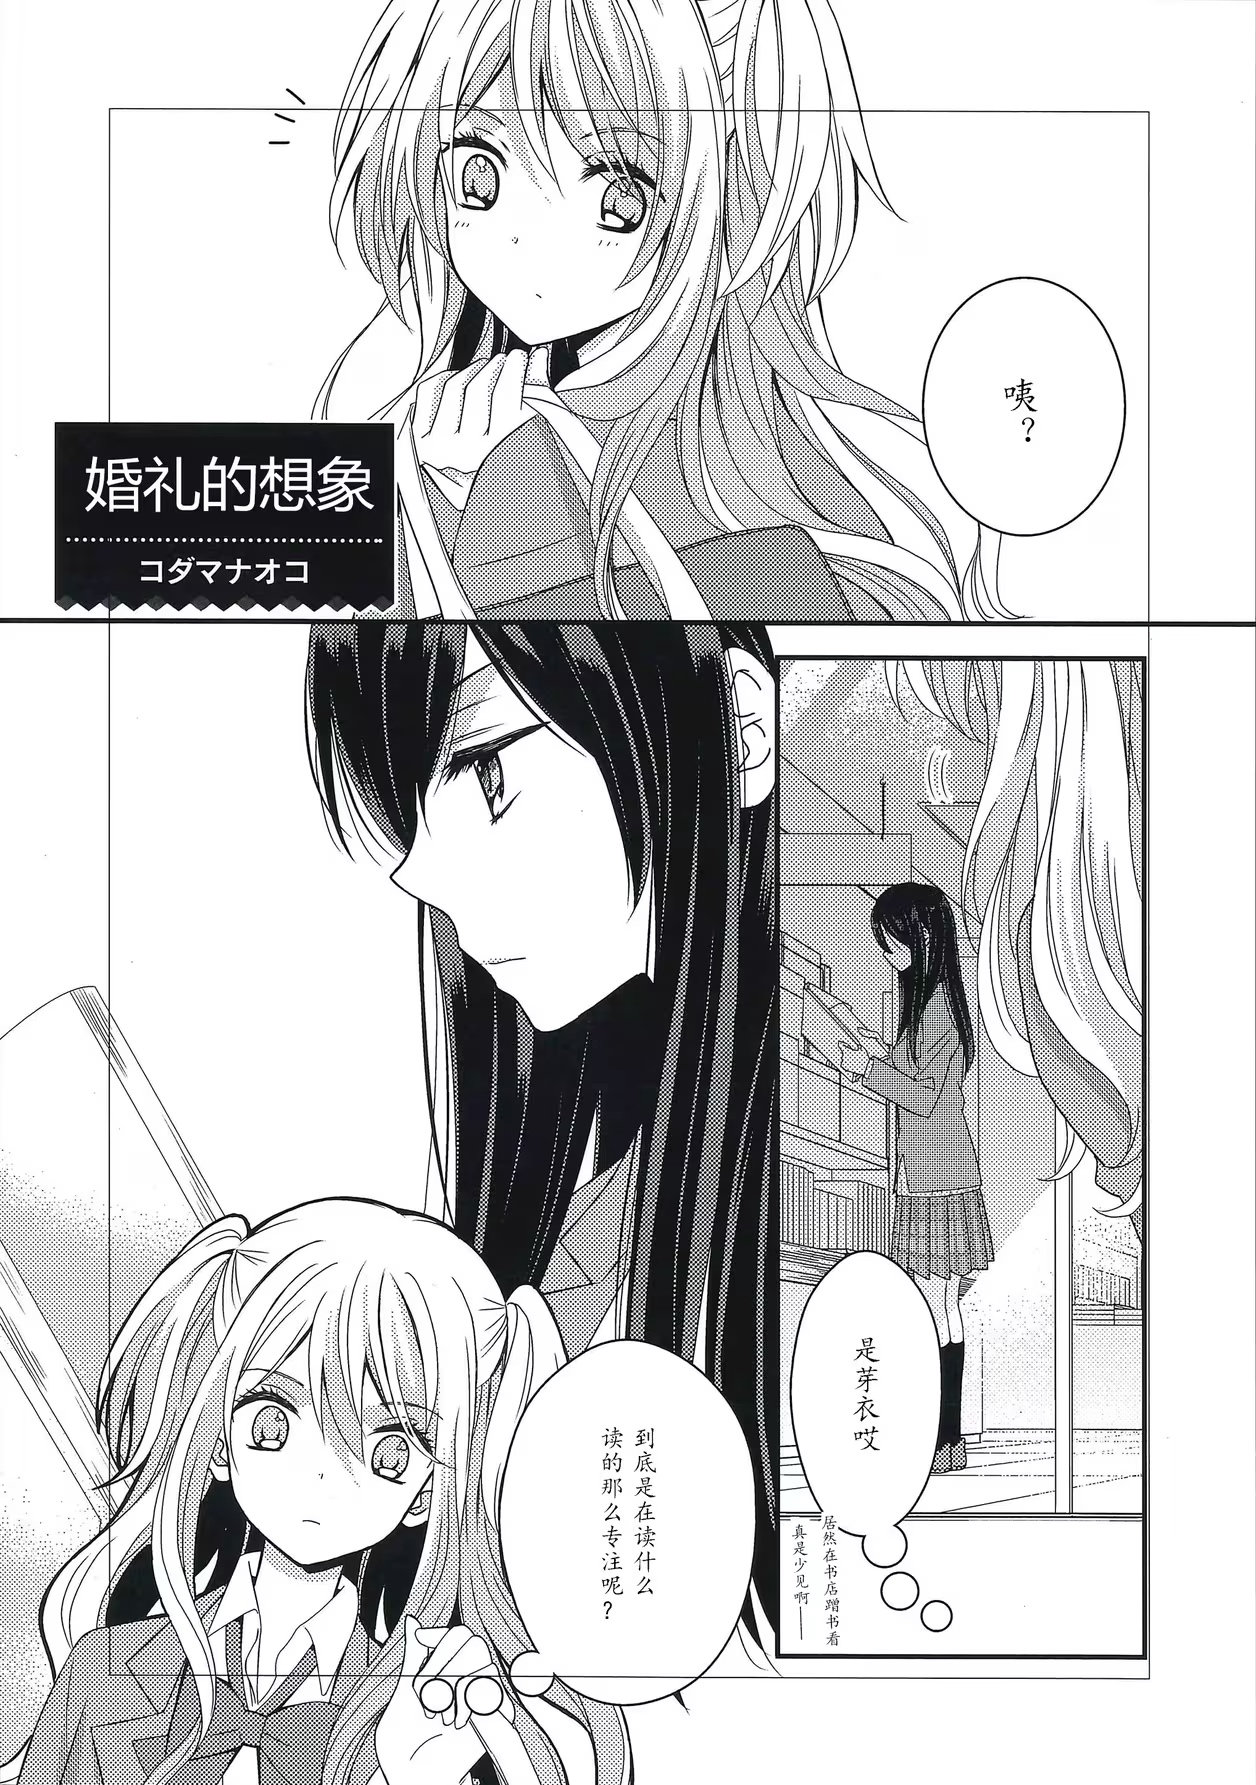 咦？
婚礼的想象
コダマナオコ
是芽衣哎
居然在书店蹭书看
真是少见啊——
到底是在读什么
读的那么专注呢？